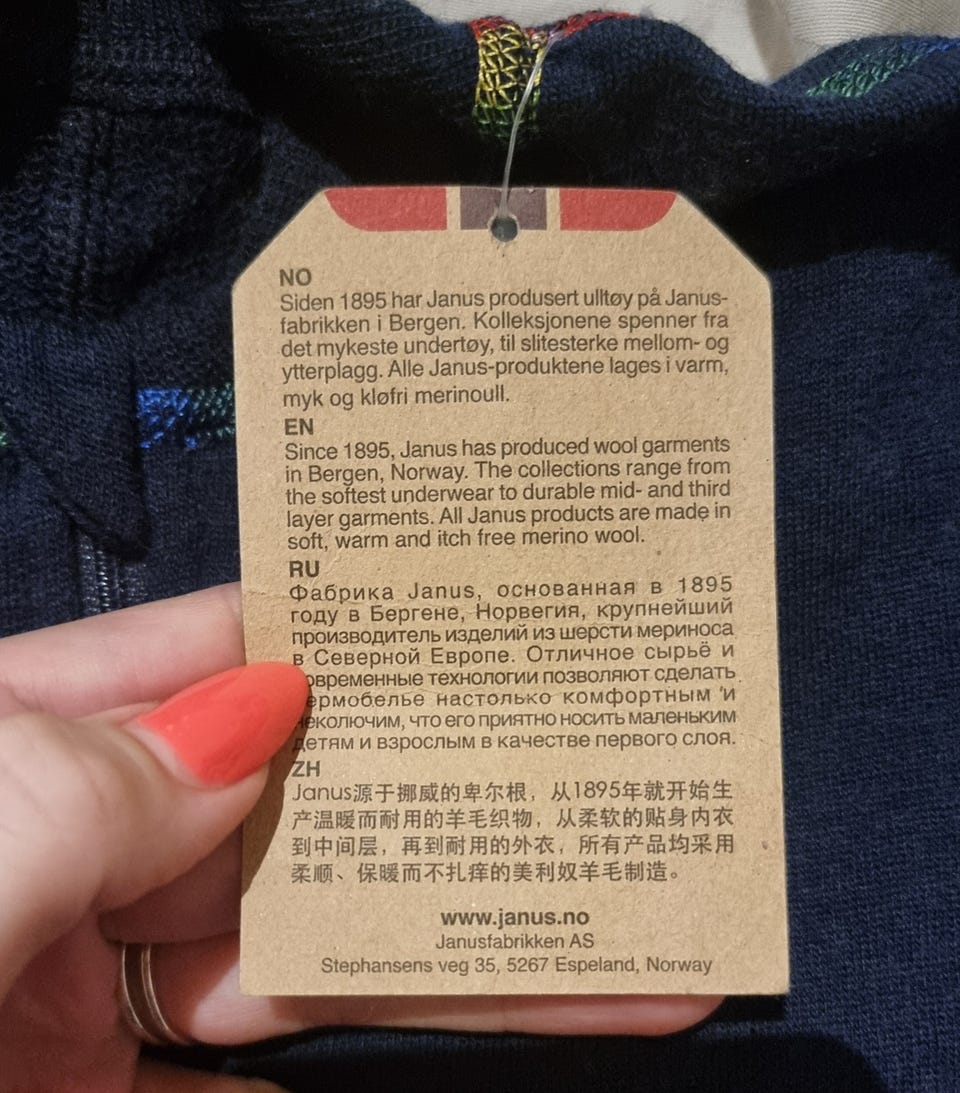 NO
Siden 1895 har Janus produsert ulltøy på Janus-
fabrikken i Bergen. Kolleksjonene spenner fra
det mykeste undertøy, til slitesterke mellom- og
ytterplagg. Alle Janus-produktene lages i varm,
myk og kløfri merinoull.
EN
Since 1895, Janus has produced wool garments
in Bergen, Norway. The collections range from
the softest underwear to durable mid- and third
layer garments. All Janus products are made in
soft, warm and itch free merino wool.
RU
Фабрика Janus, основанная в 1895
году в Бергене, Норвегия, крупнейший
производитель изделий из шерсти мериноса
в Северной Европе. Отличное сырьё и
овременные технологии позволяют сделать
ермобелье настолько комфортным и
неколючим, что его приятно носить маленьким
детям и взрослым в качестве первого слоя.
ZH
Janus源于挪威的卑尔根，从1895年就开始生
产温暖而耐用的羊毛织物，从柔软的贴身内衣
到中间层，再到耐用的外衣，所有产品均采用
柔顺、保暖而不扎痒的美利奴羊毛制造。
www.janus.no
Janusfabrikken AS
Stephansens veg 35, 5267 Espeland, Norway